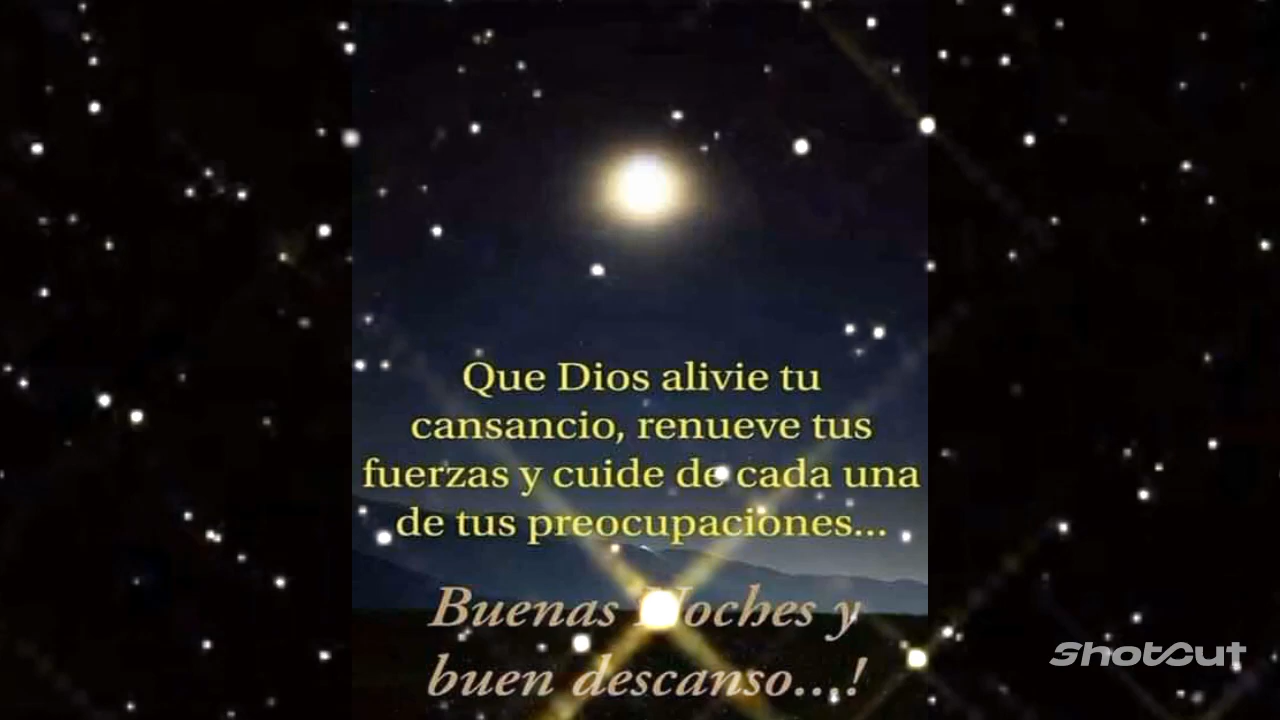 Que Dios alivie tu
cansancio, renueve tus
fuerzas y cuide de cada una
de tus preocupaciones...
Buenas Noches y
buen descanso...!
ShotCut